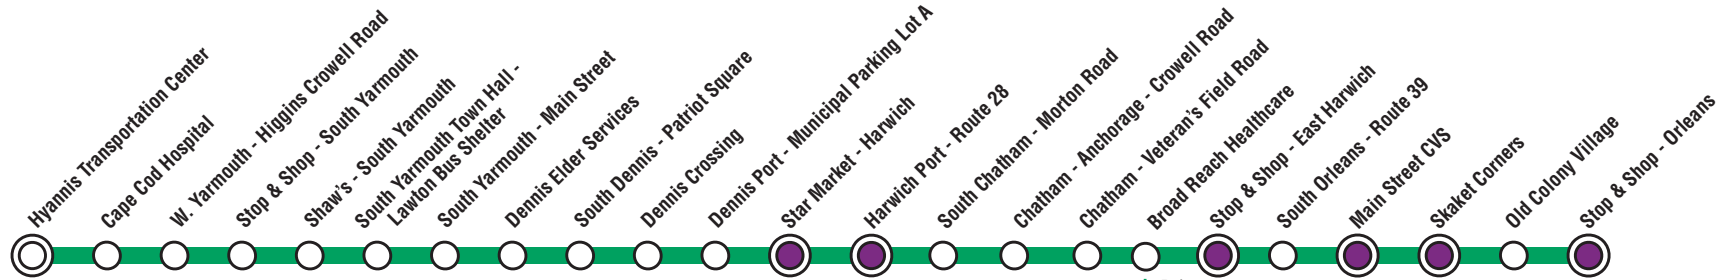 Hyannis Transportation Center
Cape Cod Hospital
W. Yarmouth - Higgins Crowell Road
Stop & Shop - South Yarmouth
Shaw's - South Yarmouth
South Yarmouth Town Hall -
Lawton Bus Shelter
South Yarmouth - Main Street
Dennis Elder Services
South Dennis - Patriot Square
Dennis Crossing
Dennis Port - Municipal Parking Lot A
Star Market - Harwich
Harwich Port - Route 28
South Chatham - Morton Road
Chatham - Anchorage - Crowell Road
Chatham - Veteran's Field Road
Broad Reach Healthcare
Stop & Shop - East Harwich
South Orleans - Route 39
Main Street CVS
Skaket Corners
Old Colony Village
Stop & Shop - Orleans